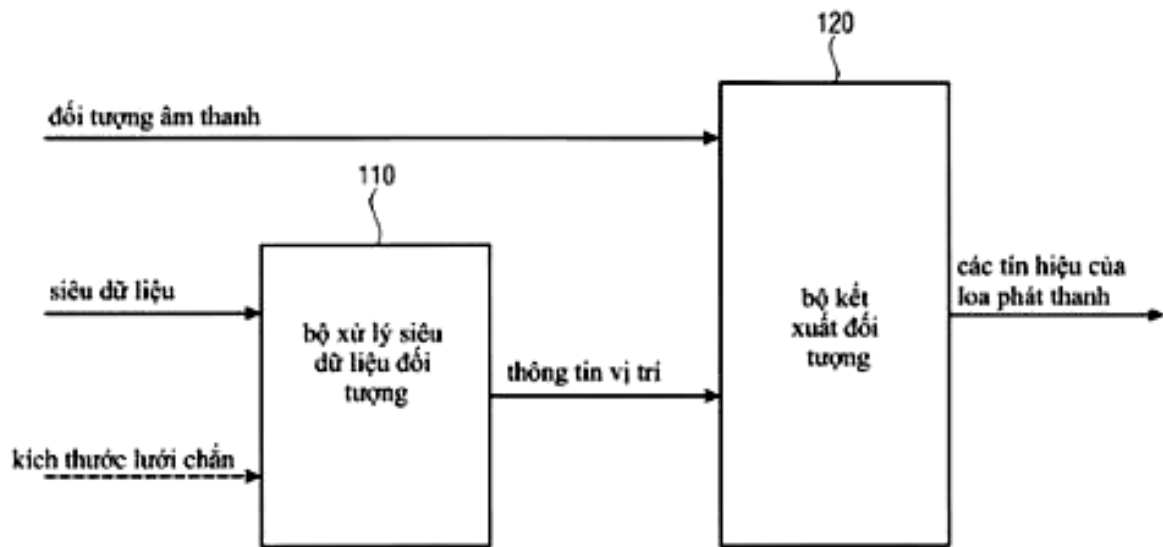 120
đối tượng âm thanh
110
siêu dữ liệu
bộ xử lý siêu
dữ liệu đối
tượng
thông tin vị trí
kích thước lưới chắn
bộ kết
xuất đối
tượng
các tín hiệu của
loa phát thanh